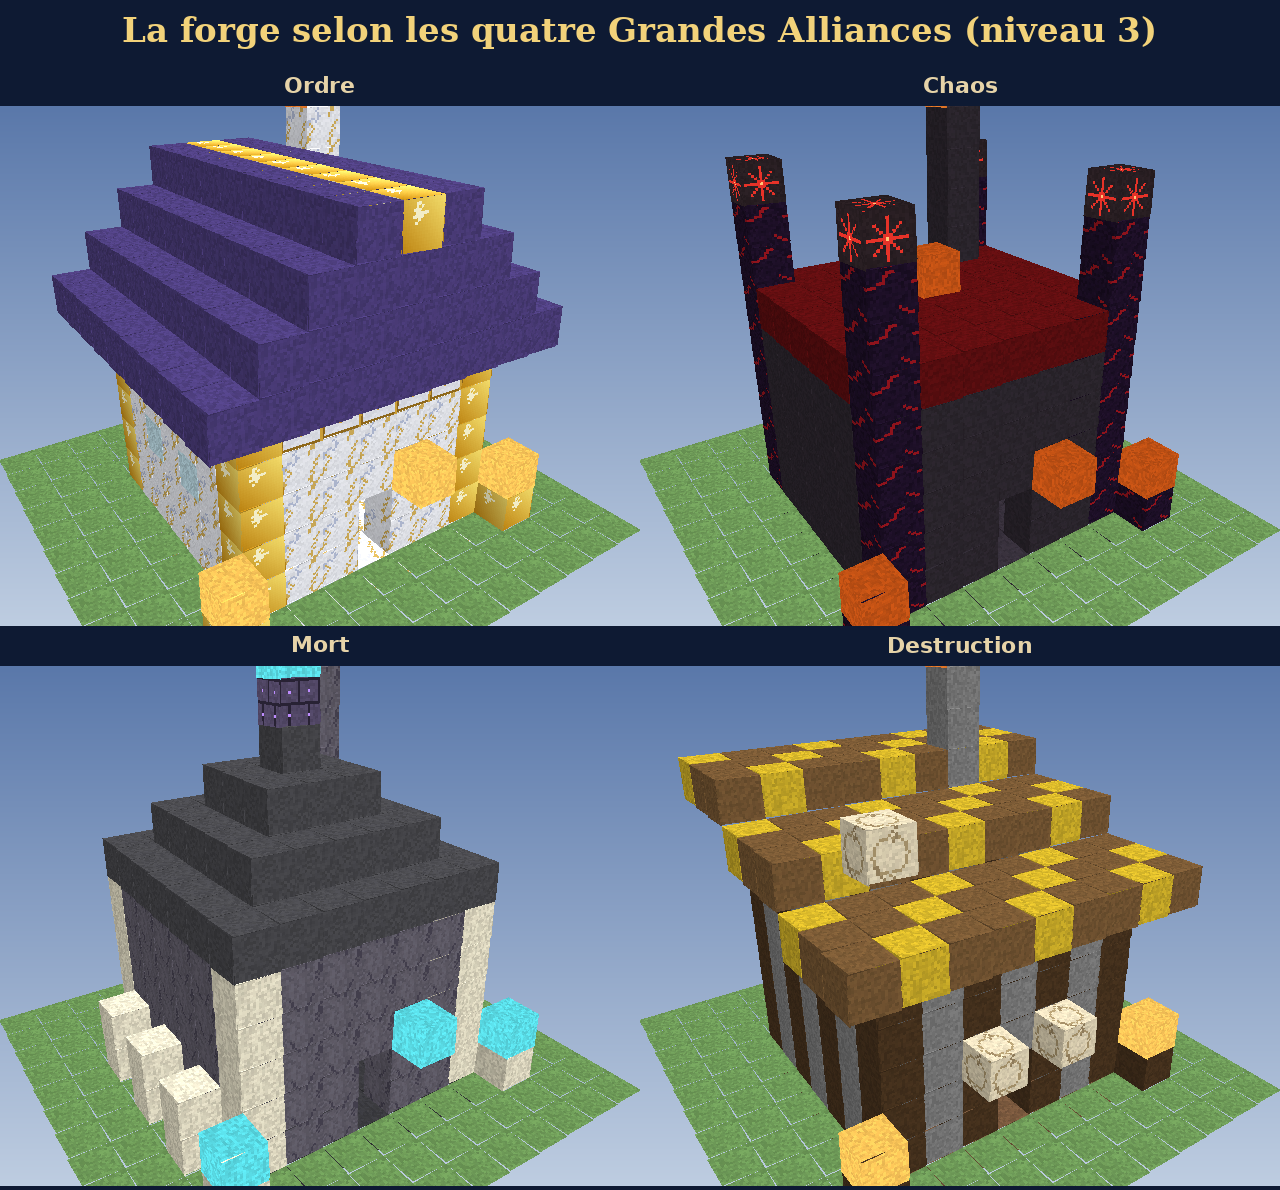 La forge selon les quatre Grandes Alliances (niveau 3)
Ordre
Chaos
Mort
Destruction